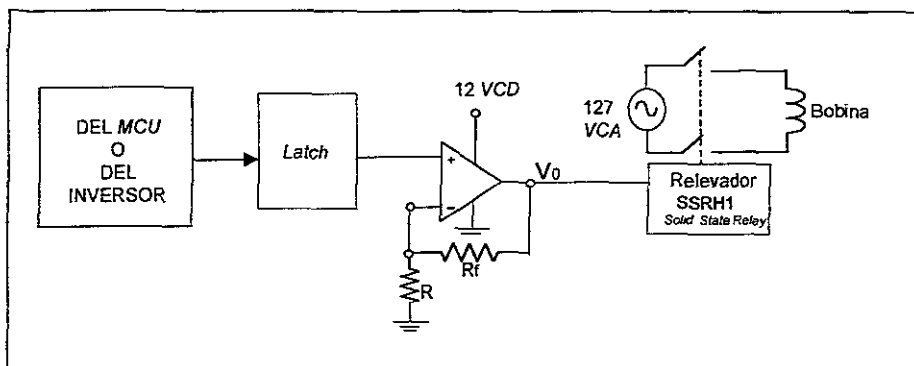 DEL MCU
O
DEL
INVERSOR
Latch
12 VCD
+
-
V0
Rf
R
127
VCA
Bobina
Relevador
SSRH1
Solid State Relay